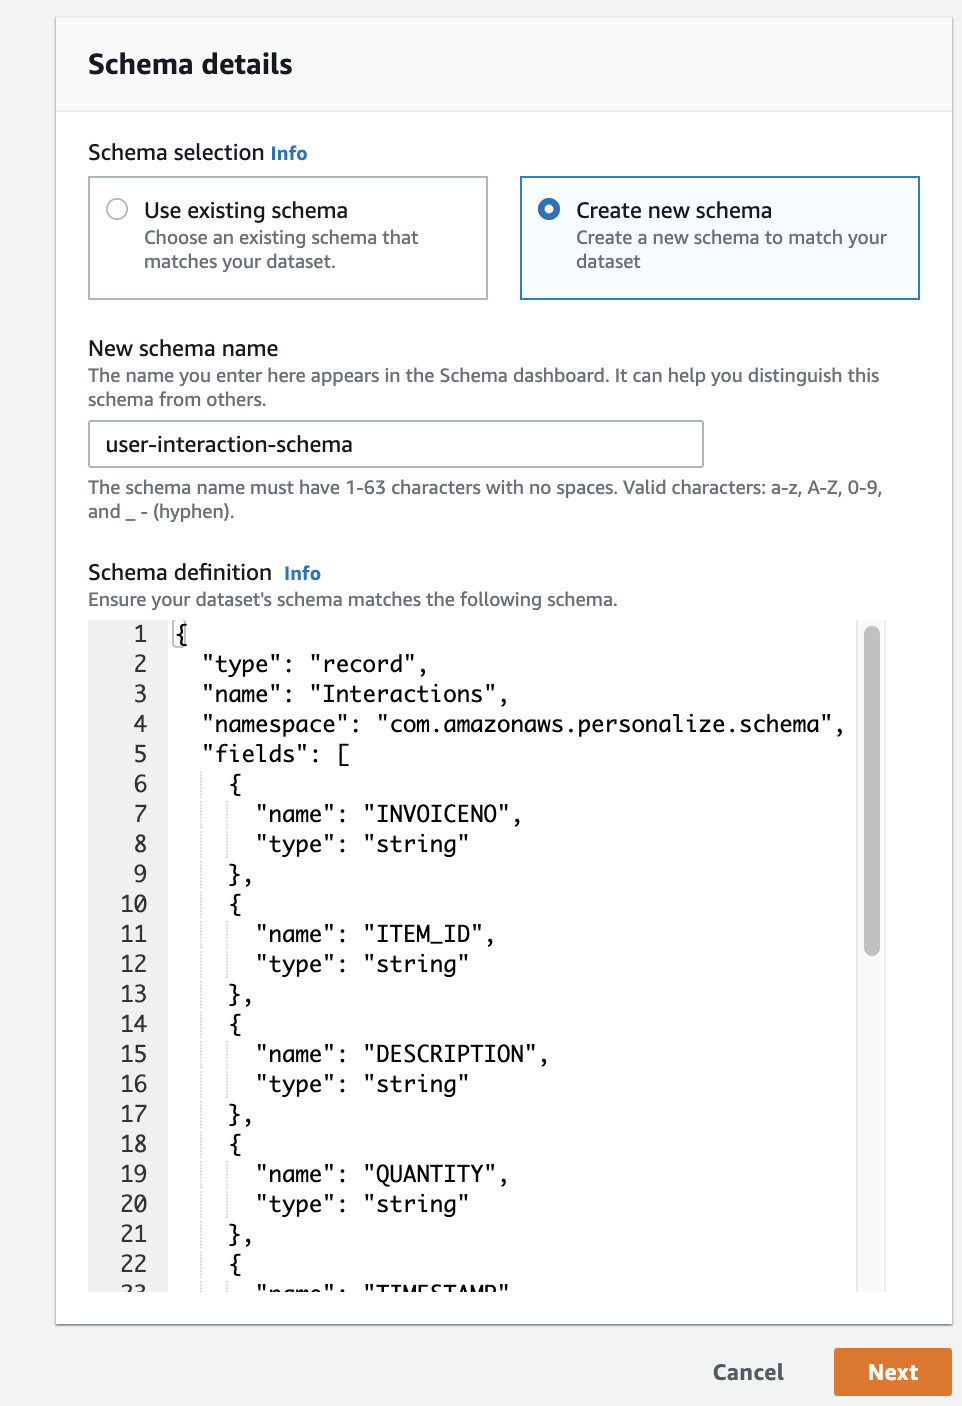 Schema details
Schema selection Info
Use existing schema
Choose an existing schema that
matches your dataset.
Create new schema
Create a new schema to match your
dataset
New schema name
The name you enter here appears in the Schema dashboard. It can help you distinguish this
schema from others.
user-interaction-schema
The schema name must have 1-63 characters with no spaces. Valid characters: a-z, A-Z, 0-9,
and _ - (hyphen).
Schema definition Info
Ensure your dataset's schema matches the following schema.
1 {
2 "type": "record",
3 "name": "Interactions",
4 "namespace": "com.amazonaws.personalize.schema",
5 "fields": [
6 {
7 "name": "INVOICENO",
8 "type": "string"
9 },
10 {
11 "name": "ITEM_ID",
12 "type": "string"
13 },
14 {
15 "name": "DESCRIPTION",
16 "type": "string"
17 },
18 {
19 "name": "QUANTITY",
20 "type": "string"
21 },
22 {
23 "name": "TIMESTAMP"
Cancel
Next